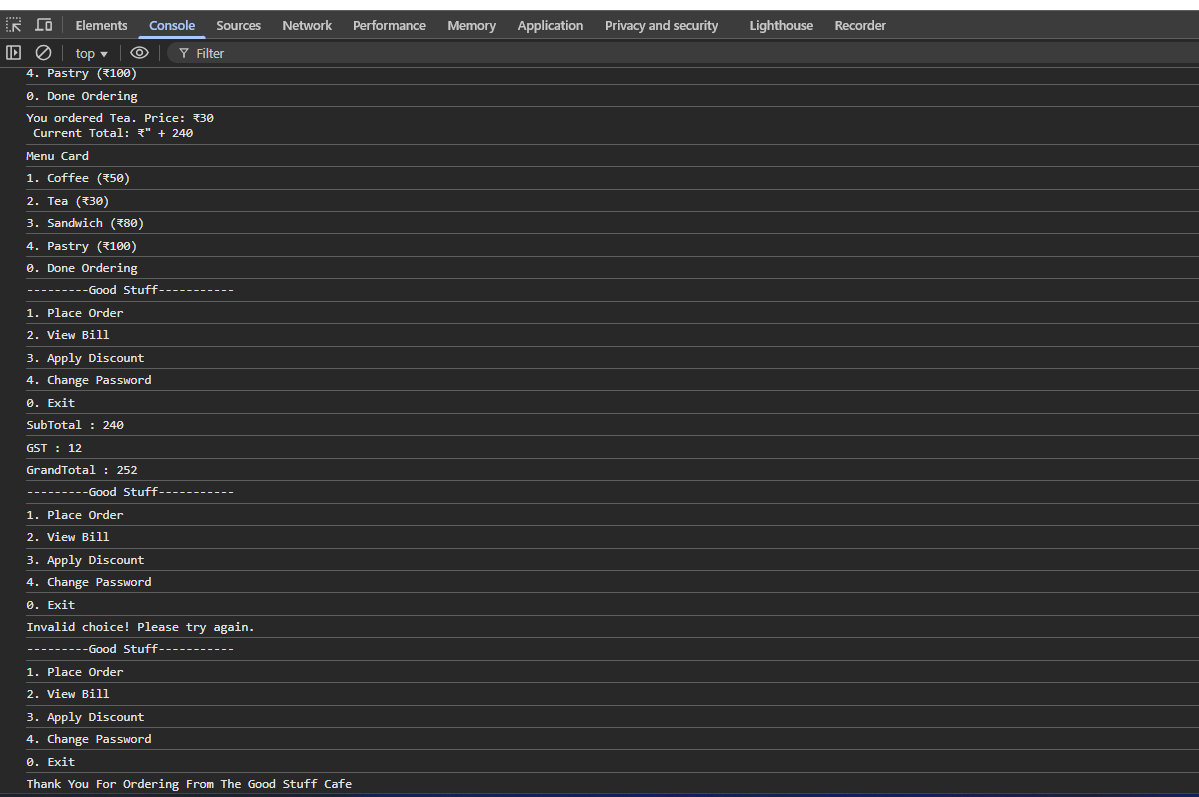 Elements Console Sources Network Performance Memory Application Privacy and security Lighthouse Recorder
top Filter
4. Pastry (₹100)
0. Done Ordering
You ordered Tea. Price: ₹30
Current Total: ₹" + 240
Menu Card
1. Coffee (₹50)
2. Tea (₹30)
3. Sandwich (₹80)
4. Pastry (₹100)
0. Done Ordering
---------Good Stuff-----------
1. Place Order
2. View Bill
3. Apply Discount
4. Change Password
0. Exit
SubTotal : 240
GST : 12
GrandTotal : 252
---------Good Stuff-----------
1. Place Order
2. View Bill
3. Apply Discount
4. Change Password
0. Exit
Invalid choice! Please try again.
---------Good Stuff-----------
1. Place Order
2. View Bill
3. Apply Discount
4. Change Password
0. Exit
Thank You For Ordering From The Good Stuff Cafe